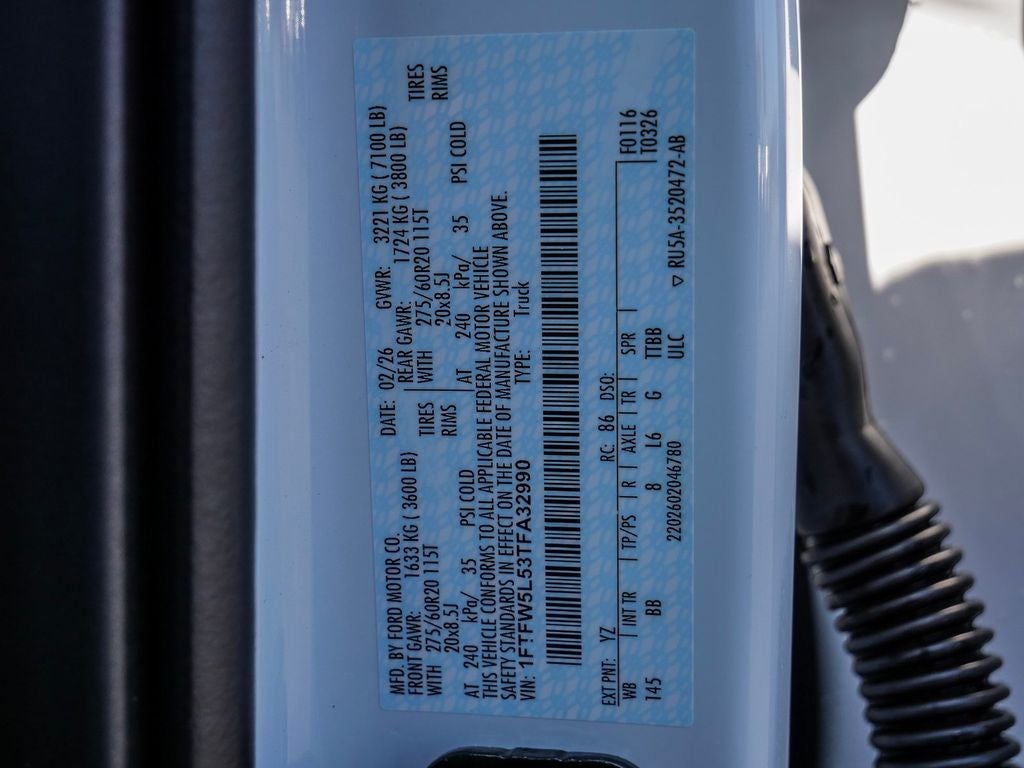 MFD. BY FORD MOTOR CO. DATE: 02/26 GVWR: 3221 KG ( 7100 LB)
FRONT GAWR: 1633 KG ( 3600 LB) REAR GAWR: 1724 KG ( 3800 LB)
WITH 275/60R20 115T TIRES WITH 275/60R20 115T TIRES
20x8.5J RIMS 20x8.5J RIMS
AT 240 kPa/ 35 PSI COLD AT 240 kPa/ 35 PSI COLD
THIS VEHICLE CONFORMS TO ALL APPLICABLE FEDERAL MOTOR VEHICLE
SAFETY STANDARDS IN EFFECT ON THE DATE OF MANUFACTURE SHOWN ABOVE.
VIN: 1FTFW5L53TFA32990 TYPE: Truck
EXT PNT: YZ RC: 86 DSO: F0116
WB INT TR TP/PS R AXLE TR SPR T0326
145 BB 8 L6 G TTBB
2202602046780 ULC ▽ RU5A-3520472-AB